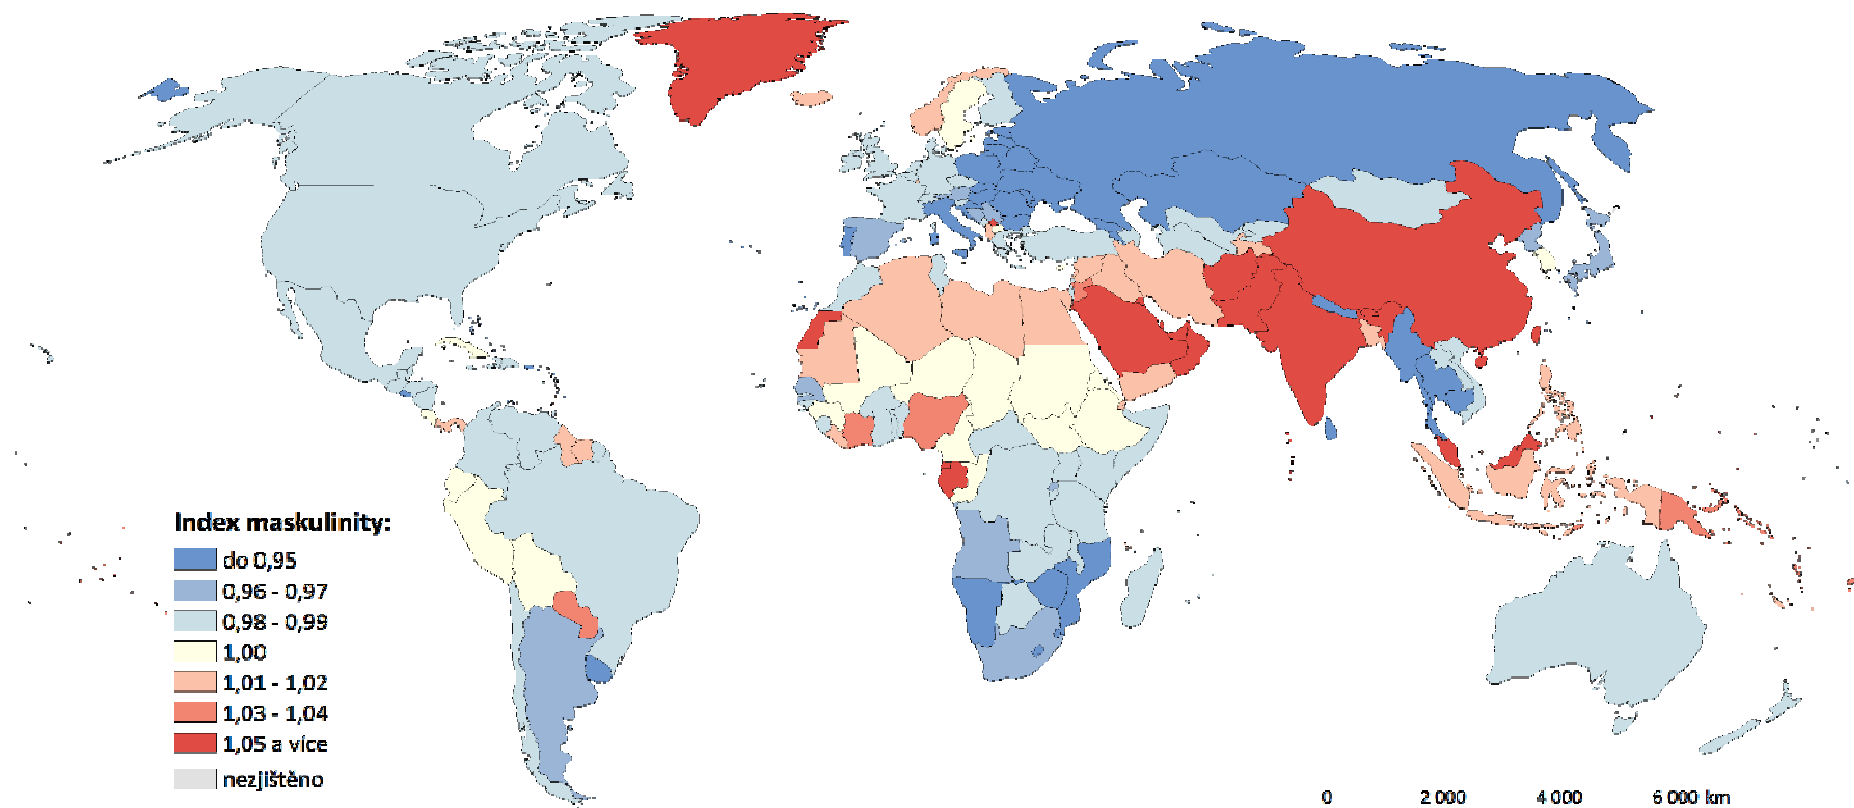 Index maskulinity:
do 0,95
0,96 - 0,97
0,98 - 0,99
1,00
1,01 - 1,02
1,03 - 1,04
1,05 a více
nezjištěno
0 2 000 4 000 6 000 km